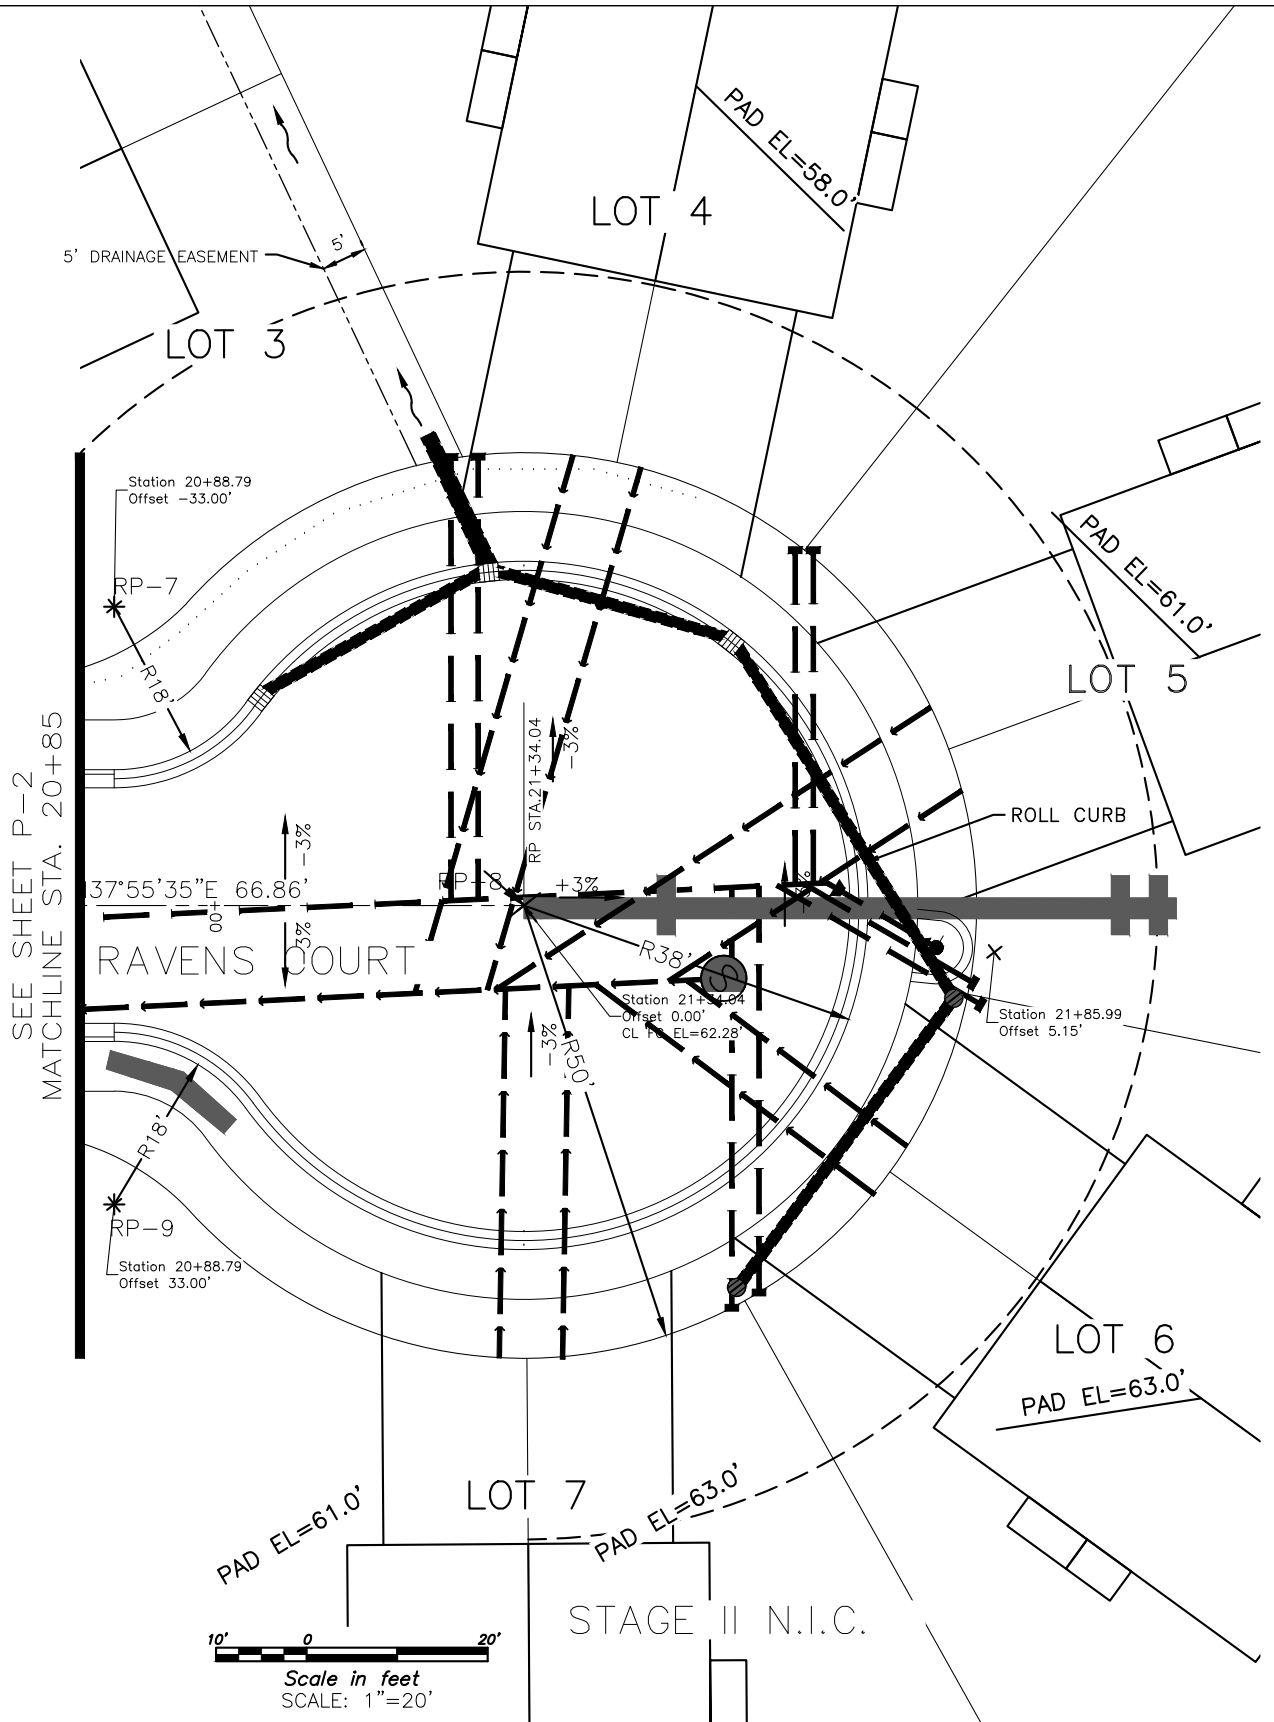 PAD EL=58.0'
LOT 4
5'
5' DRAINAGE EASEMENT
LOT 3
Station 20+88.79
Offset -33.00'
PAD EL=61.0'
RP-7
R18'
LOT 5
SEE SHEET P-2
MATCHLINE STA. 20+85
RP STA.21+34.04
-3%
ROLL CURB
-3%
137°55'35"E 66.86'
RP-8
+3%
00+
3%
RAVENS COURT
R38'
S
Station 21+34.04
Offset 0.00'
CL FG EL=62.28'
Station 21+85.99
Offset 5.15'
-3%
R50'
R18'
RP-9
Station 20+88.79
Offset 33.00'
LOT 6
PAD EL=63.0'
LOT 7
PAD EL=61.0'
PAD EL=63.0'
STAGE II N.I.C.
10' 0 20'
Scale in feet
SCALE: 1"=20'